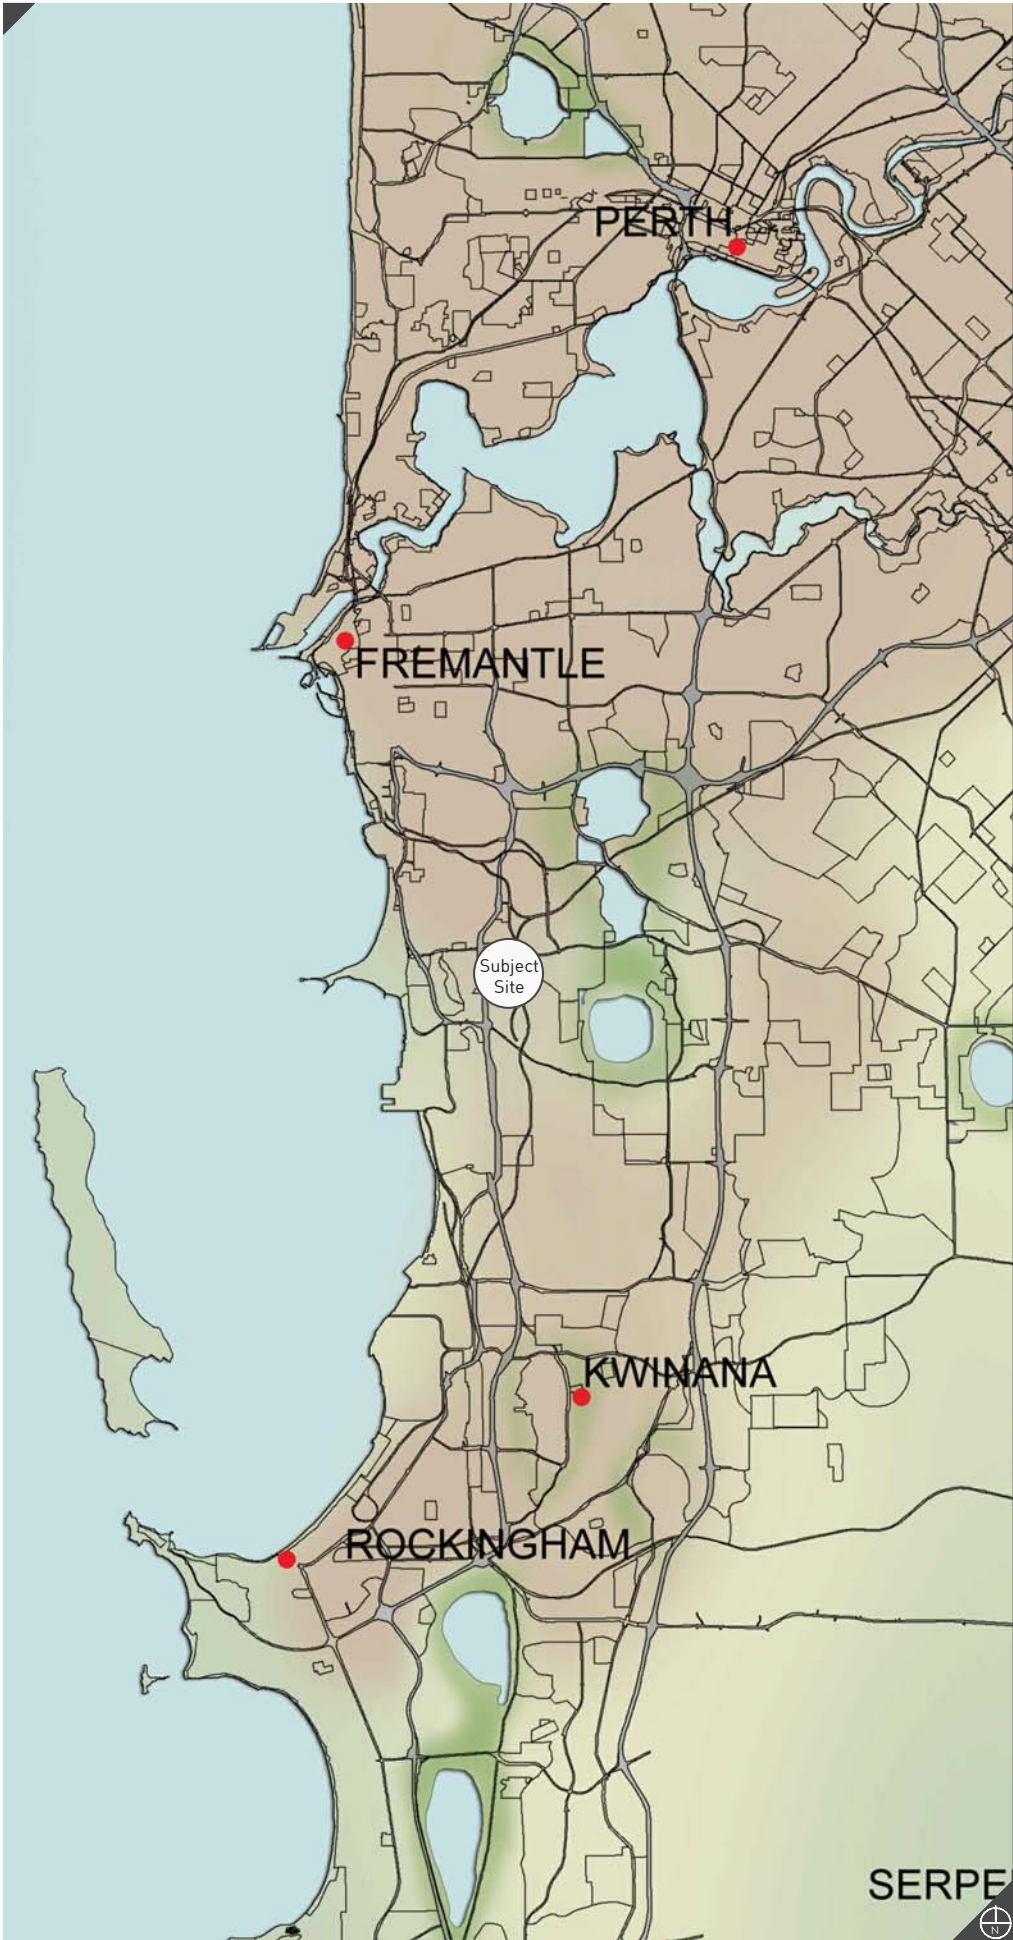 PERTH
FREMANTLE
Subject
Site
KWINANA
ROCKINGHAM
SERPE
N